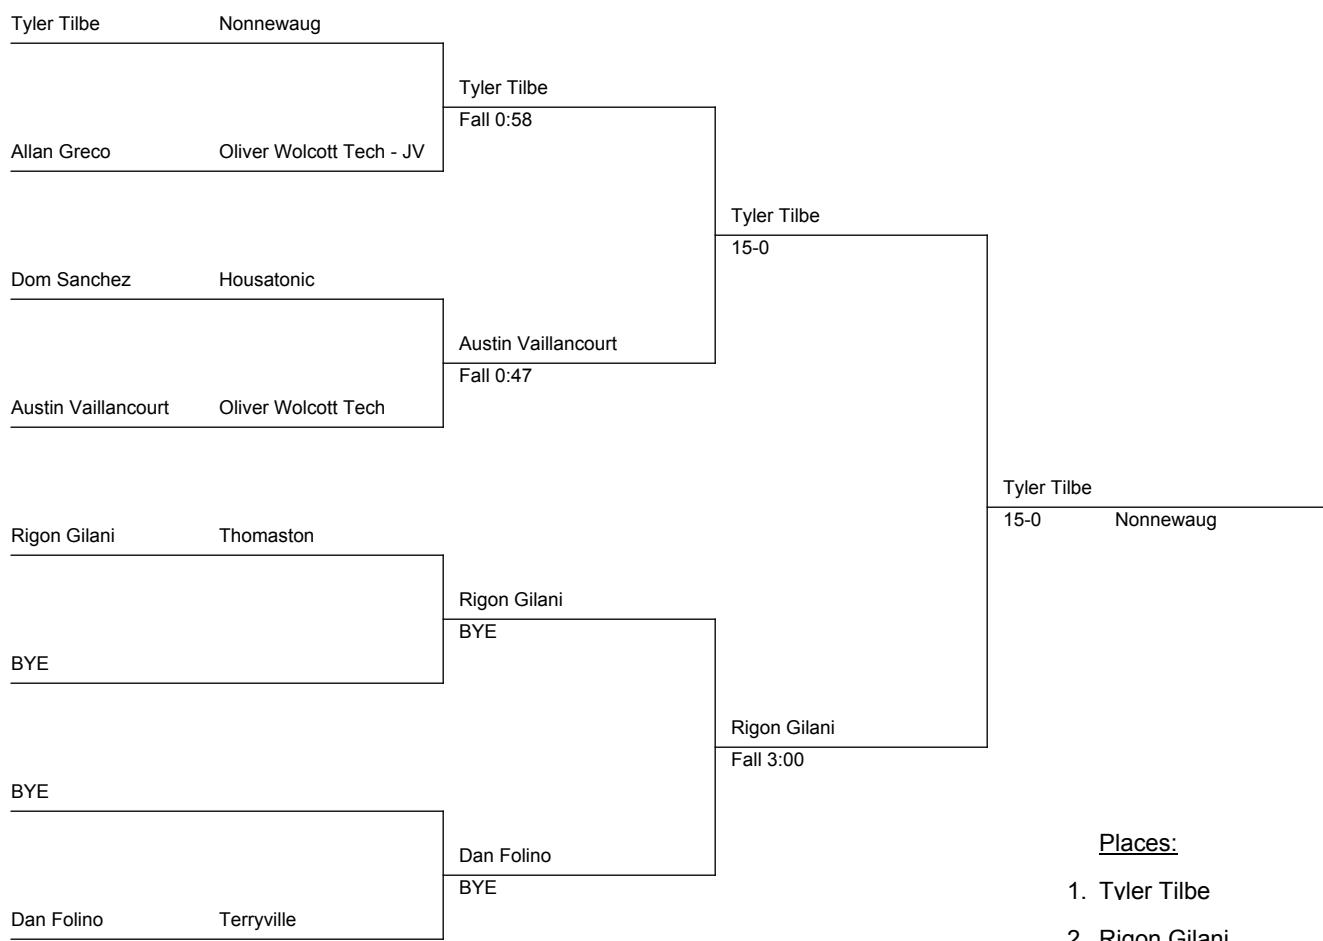 Tyler Tilbe Nonnewaug
Tyler Tilbe
Fall 0:58
Allan Greco Oliver Wolcott Tech - JV
Tyler Tilbe
15-0
Dom Sanchez Housatonic
Austin Vaillancourt
Fall 0:47
Austin Vaillancourt Oliver Wolcott Tech
Tyler Tilbe
15-0 Nonnewaug
Rigon Gilani Thomaston
Rigon Gilani
BYE
BYE
Rigon Gilani
Fall 3:00
BYE
Places:
Dan Folino
BYE
1. Tyler Tilbe
Dan Folino Terryville
2. Rigon Gilani